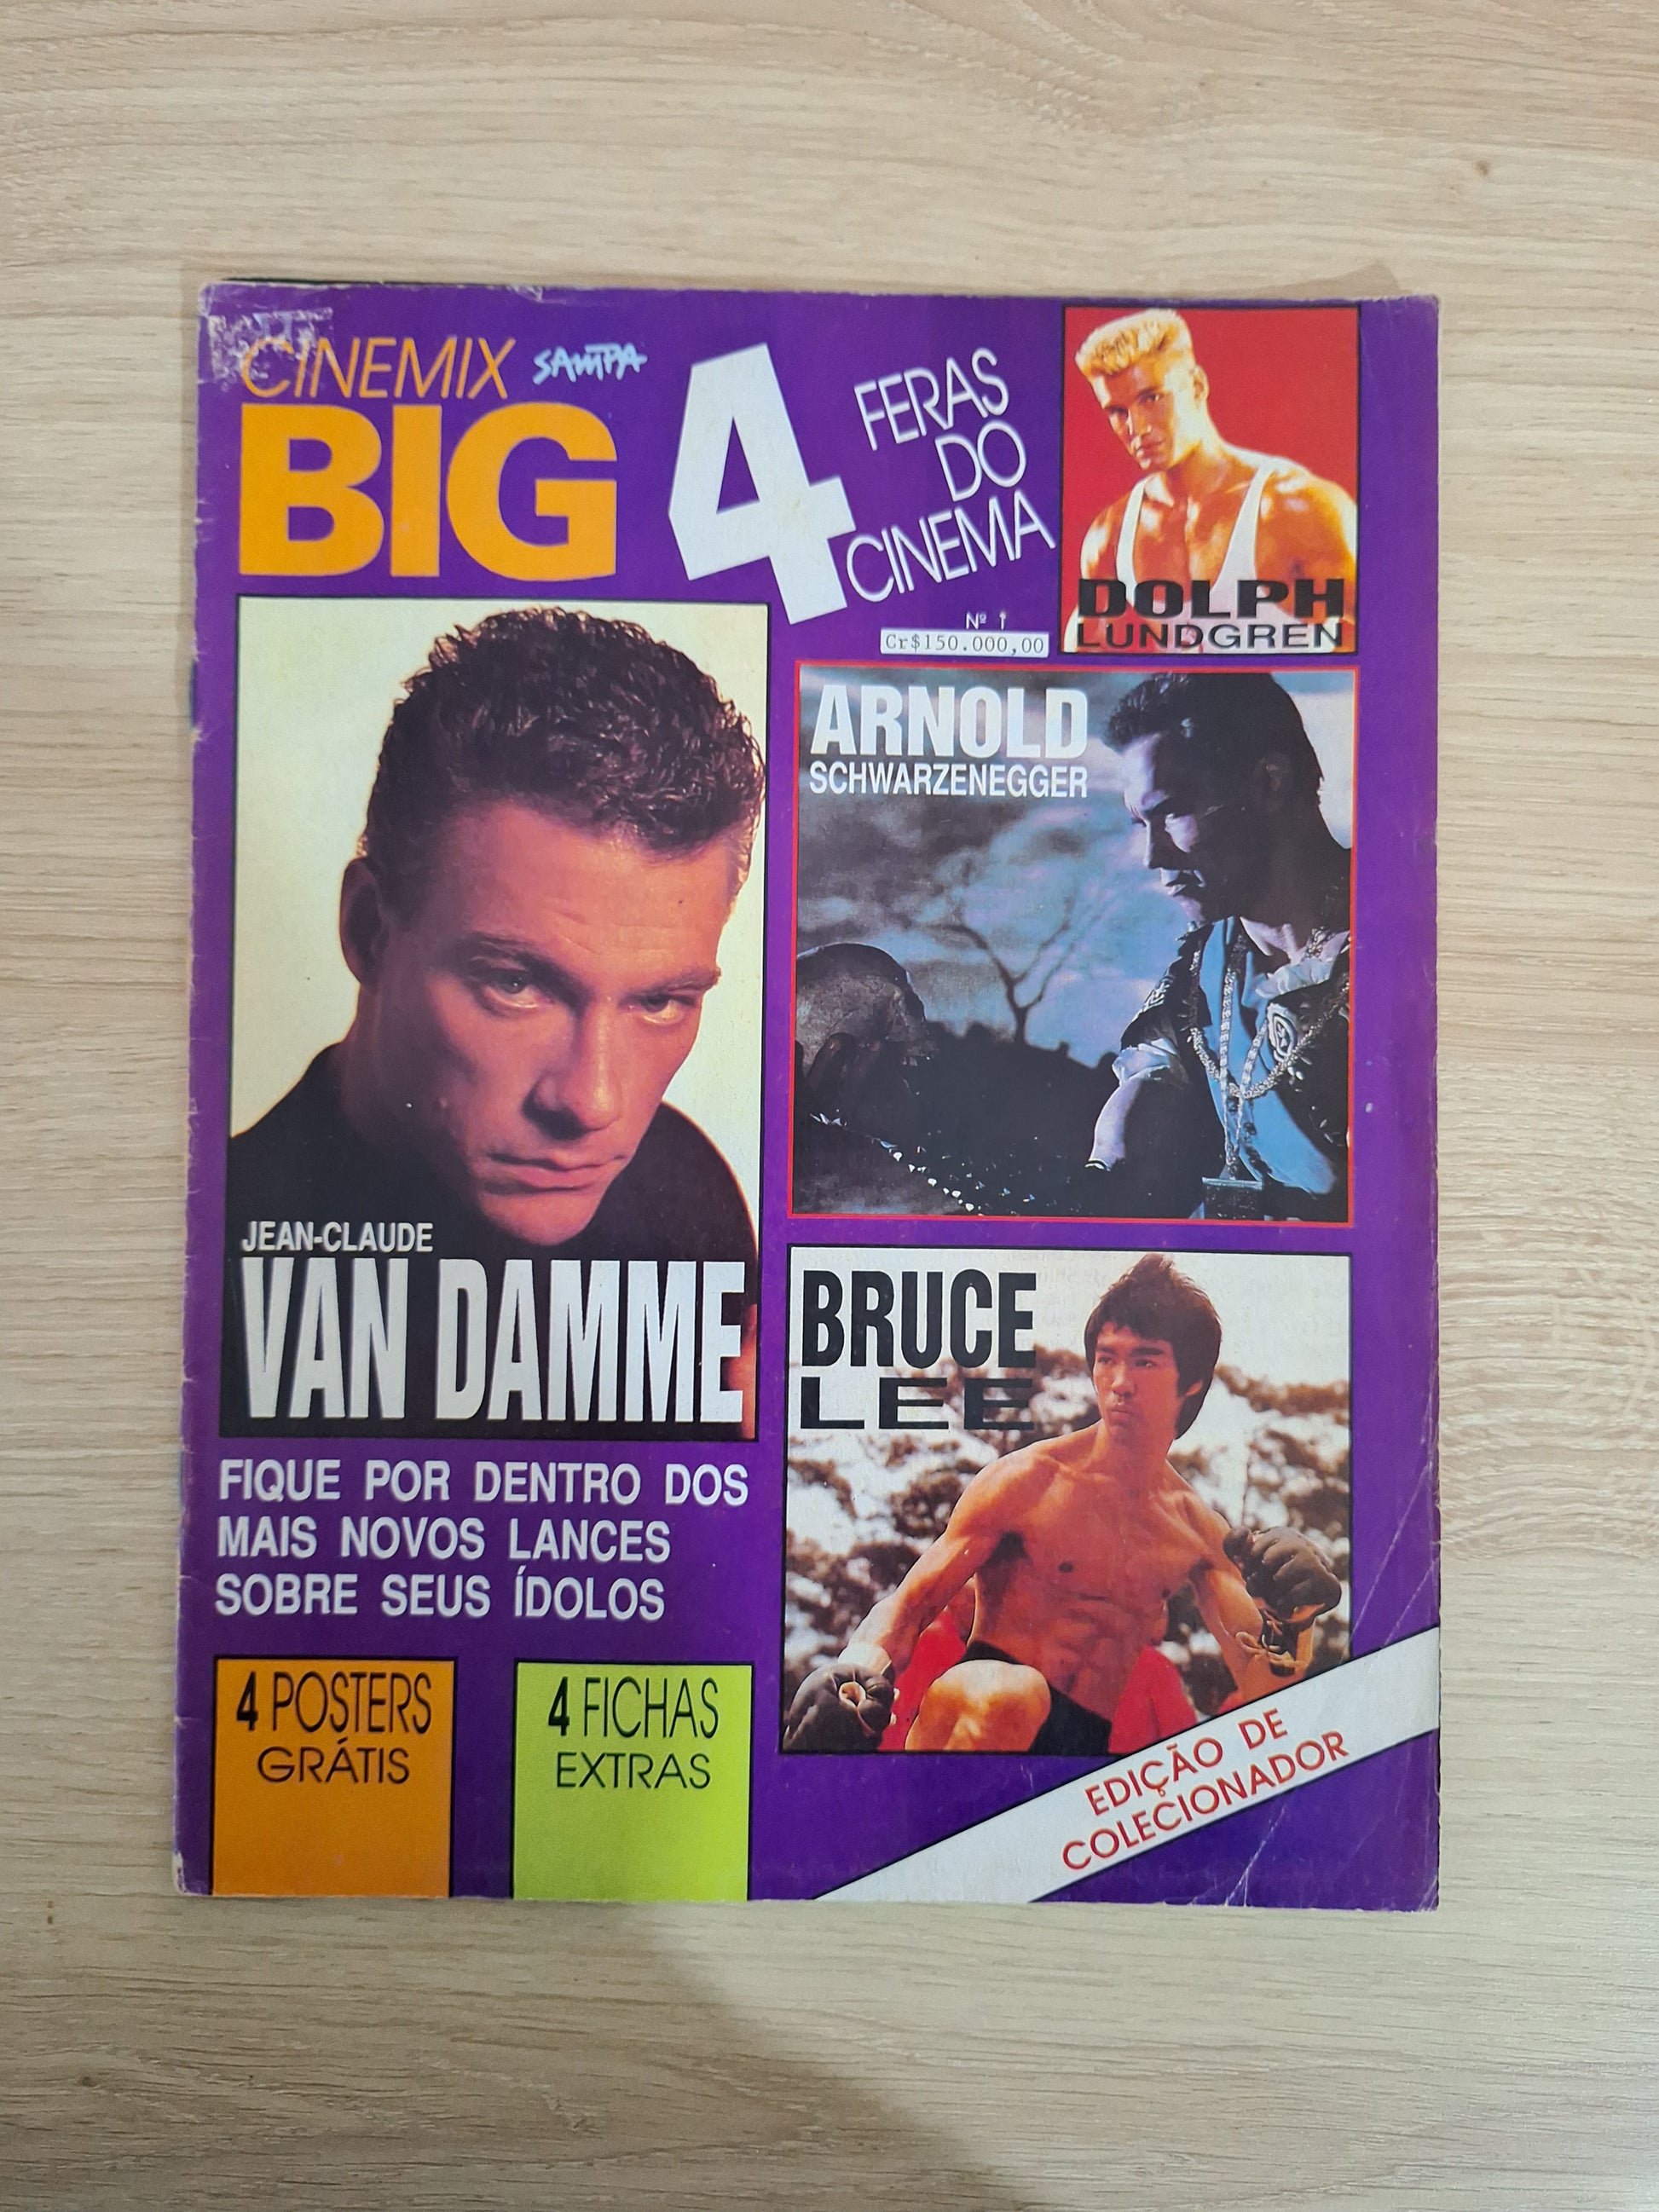 CINEMIX SAMPA
BIG 4
FERAS
DO
CINEMA
Nº 1
Cr$150.000,00
DOLPH
LUNDGREN
ARNOLD
SCHWARZENEGGER
JEAN-CLAUDE
VAN DAMME
BRUCE
LEE
FIQUE POR DENTRO DOS
MAIS NOVOS LANCES
SOBRE SEUS ÍDOLOS
4 POSTERS
GRÁTIS
4 FICHAS
EXTRAS
EDIÇÃO DE
COLECIONADOR